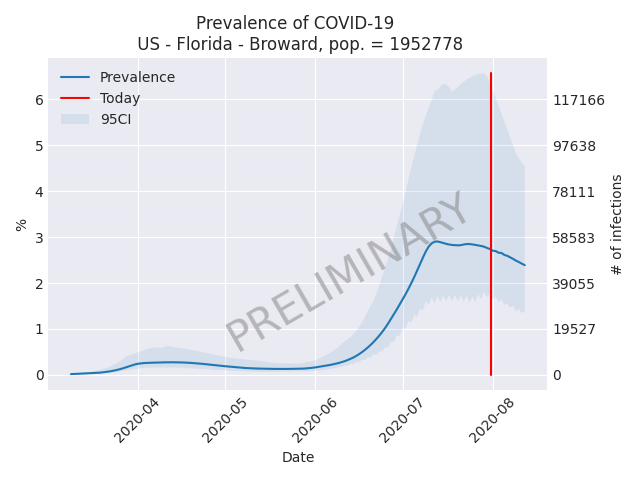 Prevalence of COVID-19
US - Florida - Broward, pop. = 1952778
Prevalence
Today
95CI
6
5
4
3
2
1
0
%
117166
97638
78111
58583
39055
19527
0
# of infections
PRELIMINARY
2020-04
2020-05
2020-06
2020-07
2020-08
Date